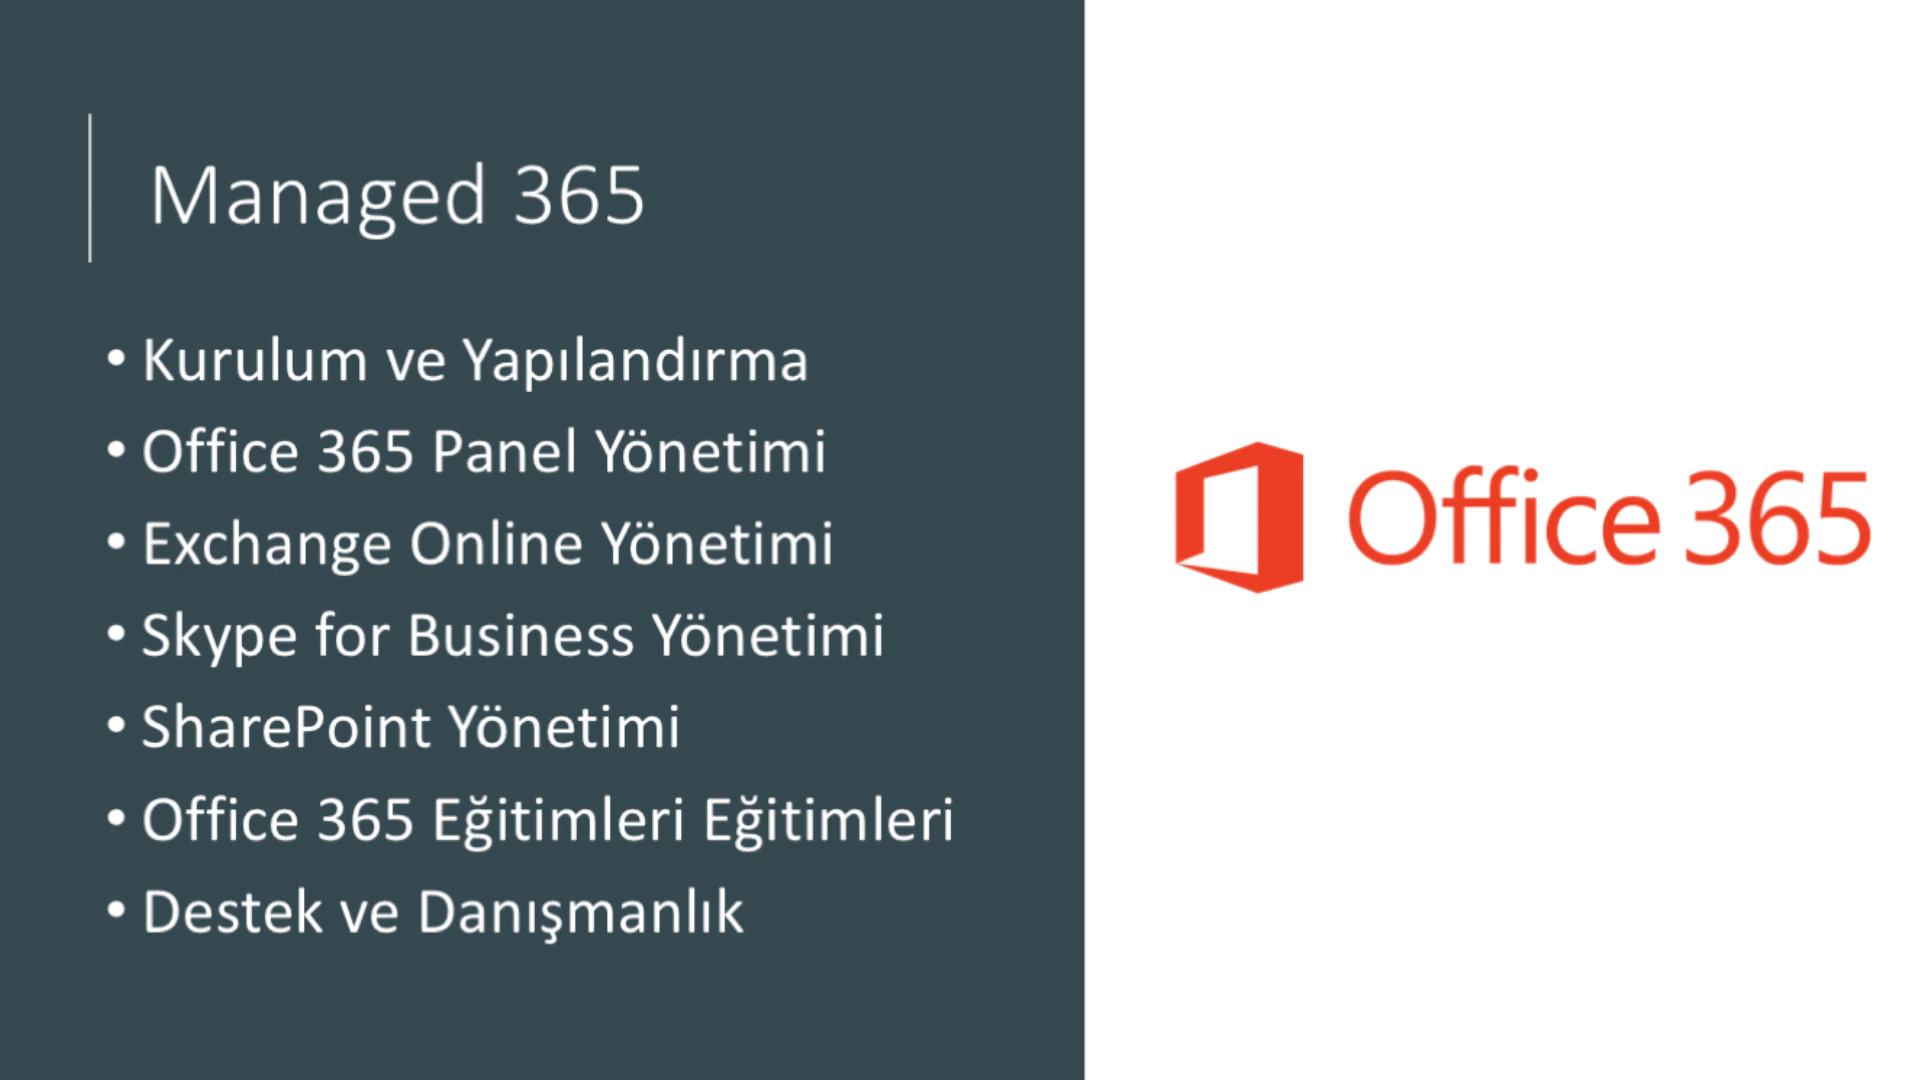 Managed 365
• Kurulum ve Yapılandırma
• Office 365 Panel Yönetimi
• Exchange Online Yönetimi
• Skype for Business Yönetimi
• SharePoint Yönetimi
• Office 365 Eğitimleri Eğitimleri
• Destek ve Danışmanlık
Office 365